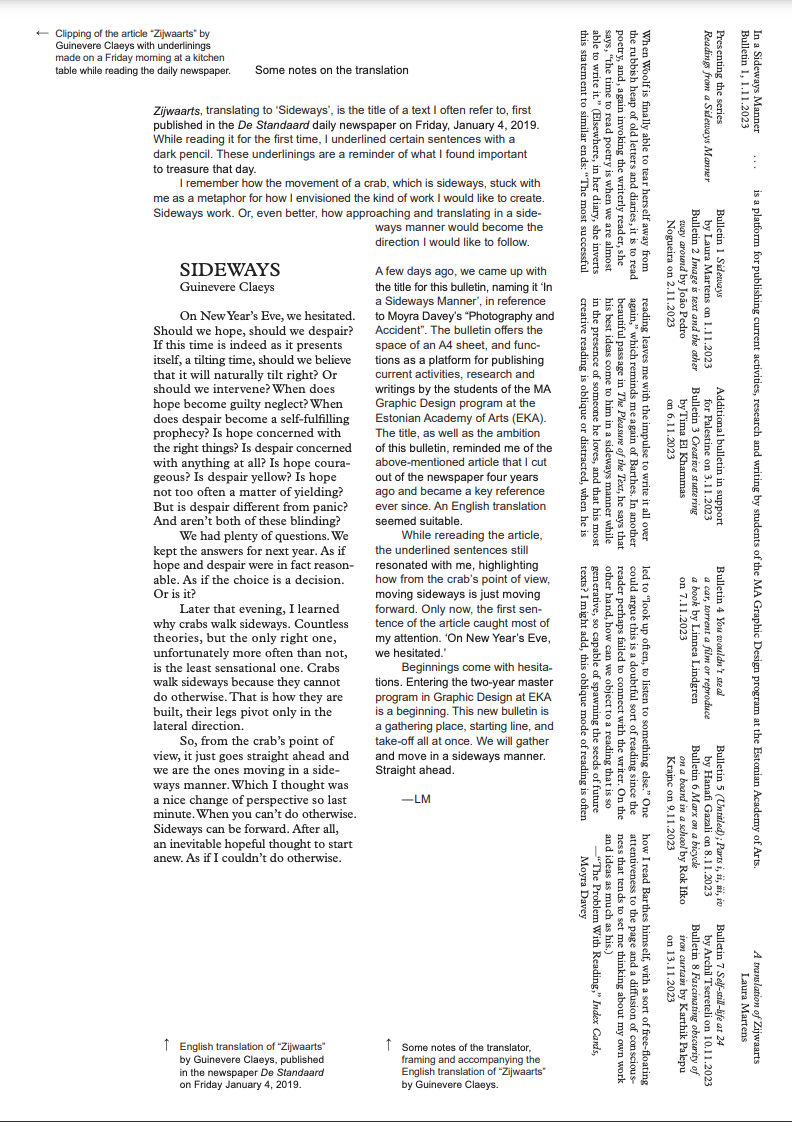 ← Clipping of the article “Zijwaarts” by
Guinevere Claeys with underlinings
made on a Friday morning at a kitchen
table while reading the daily newspaper.
Some notes on the translation
Zijwaarts, translating to ‘Sideways’, is the title of a text I often refer to, first
published in the De Standaard daily newspaper on Friday, January 4, 2019.
While reading it for the first time, I underlined certain sentences with a
dark pencil. These underlinings are a reminder of what I found important
to treasure that day.
I remember how the movement of a crab, which is sideways, stuck with
me as a metaphor for how I envisioned the kind of work I would like to create.
Sideways work. Or, even better, how approaching and translating in a side-
ways manner would become the
direction I would like to follow.
SIDEWAYS
Guinevere Claeys
On New Year’s Eve, we hesitated.
Should we hope, should we despair?
If this time is indeed as it presents
itself, a tilting time, should we believe
that it will naturally tilt right? Or
should we intervene? When does
hope become guilty neglect? When
does despair become a self-fulfilling
prophecy? Is hope concerned with
the right things? Is despair concerned
with anything at all? Is hope coura-
geous? Is despair yellow? Is hope
not too often a matter of yielding?
But is despair different from panic?
And aren’t both of these blinding?
We had plenty of questions. We
kept the answers for next year. As if
hope and despair were in fact reason-
able. As if the choice is a decision.
Or is it?
Later that evening, I learned
why crabs walk sideways. Countless
theories, but the only right one,
unfortunately more often than not,
is the least sensational one. Crabs
walk sideways because they cannot
do otherwise. That is how they are
built, their legs pivot only in the
lateral direction.
So, from the crab’s point of
view, it just goes straight ahead and
we are the ones moving in a side-
ways manner. Which I thought was
a nice change of perspective so last
minute. When you can’t do otherwise.
Sideways can be forward. After all,
an inevitable hopeful thought to start
anew. As if I couldn’t do otherwise.
A few days ago, we came up with
the title for this bulletin, naming it ‘In
a Sideways Manner’, in reference
to Moyra Davey’s “Photography and
Accident”. The bulletin offers the
space of an A4 sheet, and func-
tions as a platform for publishing
current activities, research and
writings by the students of the MA
Graphic Design program at the
Estonian Academy of Arts (EKA).
The title, as well as the ambition
of this bulletin, reminded me of the
above-mentioned article that I cut
out of the newspaper four years
ago and became a key reference
ever since. An English translation
seemed suitable.
While rereading the article,
the underlined sentences still
resonated with me, highlighting
how from the crab’s point of view,
moving sideways is just moving
forward. Only now, the first sen-
tence of the article caught most of
my attention. ‘On New Year’s Eve,
we hesitated.’
Beginnings come with hesita-
tions. Entering the two-year master
program in Graphic Design at EKA
is a beginning. This new bulletin is
a gathering place, starting line, and
take-off all at once. We will gather
and move in a sideways manner.
Straight ahead.
—LM
↑ English translation of “Zijwaarts”
by Guinevere Claeys, published
in the newspaper De Standaard
on Friday January 4, 2019.
↑ Some notes of the translator,
framing and accompanying the
English translation of “Zijwaarts”
by Guinevere Claeys.
In a Sideways Manner ... is a platform for publishing current activities, research and writing by students of the MA Graphic Design program at the Estonian Academy of Arts.
Bulletin 1, 1.11.2023
A translation of Zijwaarts
Laura Martens
Presenting the series
Readings from a Sideways Manner
Bulletin 1 Sideways
by Laura Martens on 1.11.2023
Bulletin 2 Image is text and the other
way around by João Pedro
Nogueira on 2.11.2023
Additional bulletin in support
for Palestine on 3.11.2023
Bulletin 3 Creative stuttering
by Tima El Khammas
on 6.11.2023
Bulletin 4 You wouldn’t steal
a car, torrent a film or reproduce
a book by Linnea Lindgren
on 7.11.2023
Bulletin 5 (Untitled); Parts i, ii, iii, iv
by Hanafi Gazali on 8.11.2023
Bulletin 6 Marx on a bicycle
on a board in a school by Rok Ifko
Krajnc on 9.11.2023
Bulletin 7 Self-still-life at 24
by Archil Tsereteli on 10.11.2023
Bulletin 8 Fascinating obscurity of
iron curtain by Karthik Palepu
on 13.11.2023
When Woolf is finally able to tear herself away from
the rubbish heap of old letters and diaries, it is to read
poetry, and, again invoking the writerly reader, she
says, “the time to read poetry is when we are almost
able to write it.” (Elsewhere, in her diary, she inverts
this statement to similar ends: “The most successful
reading leaves me with the impulse to write it all over
again,” which reminds me again of Barthes. In another
beautiful passage in The Pleasure of the Text, he says that
his best ideas come to him in a sideways manner while
in the presence of someone he loves, and that his most
creative reading is oblique or distracted, when he is
led to “look up often, to listen to something else.” One
could argue this is a doubtful sort of reading since the
reader perhaps failed to connect with the writer. On the
other hand, how can we object to a reading that is so
generative, so capable of spawning the seeds of future
texts? I might add, this oblique mode of reading is often
how I read Barthes himself, with a sort of free-floating
attentiveness to the page and a diffusion of conscious-
ness that tends to set me thinking about my own work
and ideas as much as his.)
—“The Problem With Reading,” Index Cards,
Moyra Davey